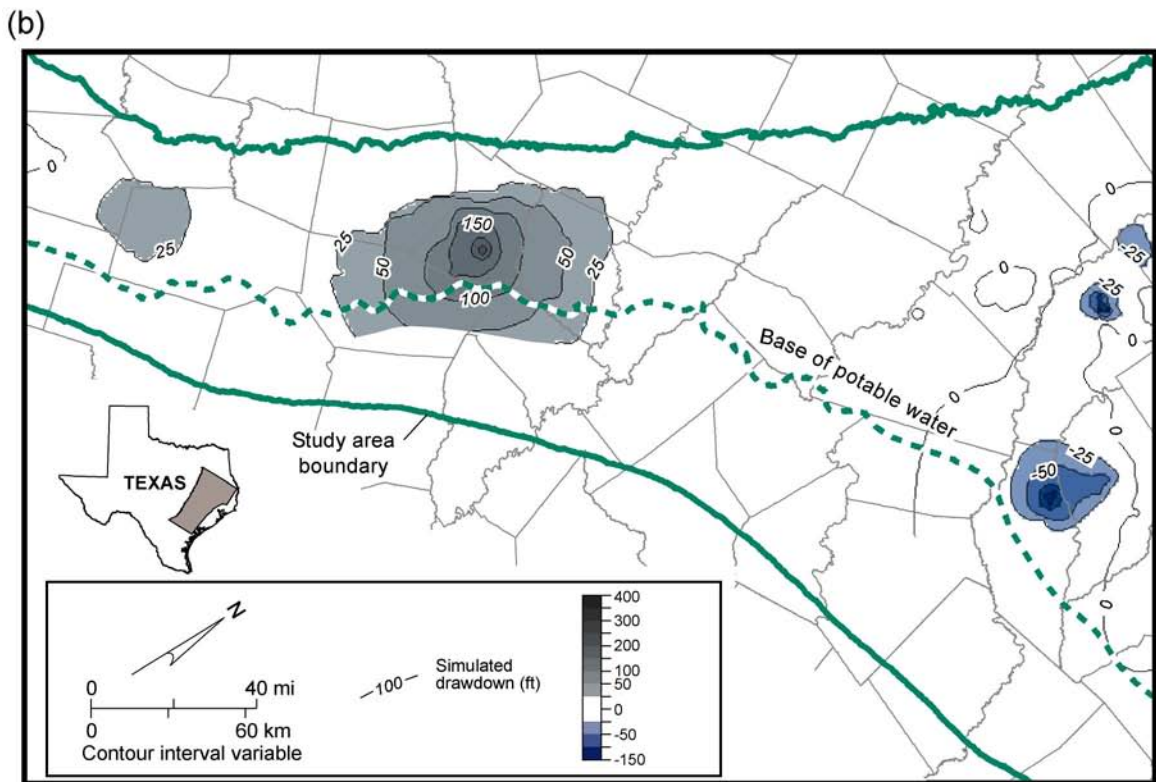 (b)
0
0
0
-25
25
150
25
50
50
25
-25
0
0
100
0
Base of potable water
0
-25
-50
Study area
boundary
TEXAS
0
N
400
300
200
100
50
0
-50
-150
100
Simulated
drawdown (ft)
0 40 mi
0 60 km
Contour interval variable